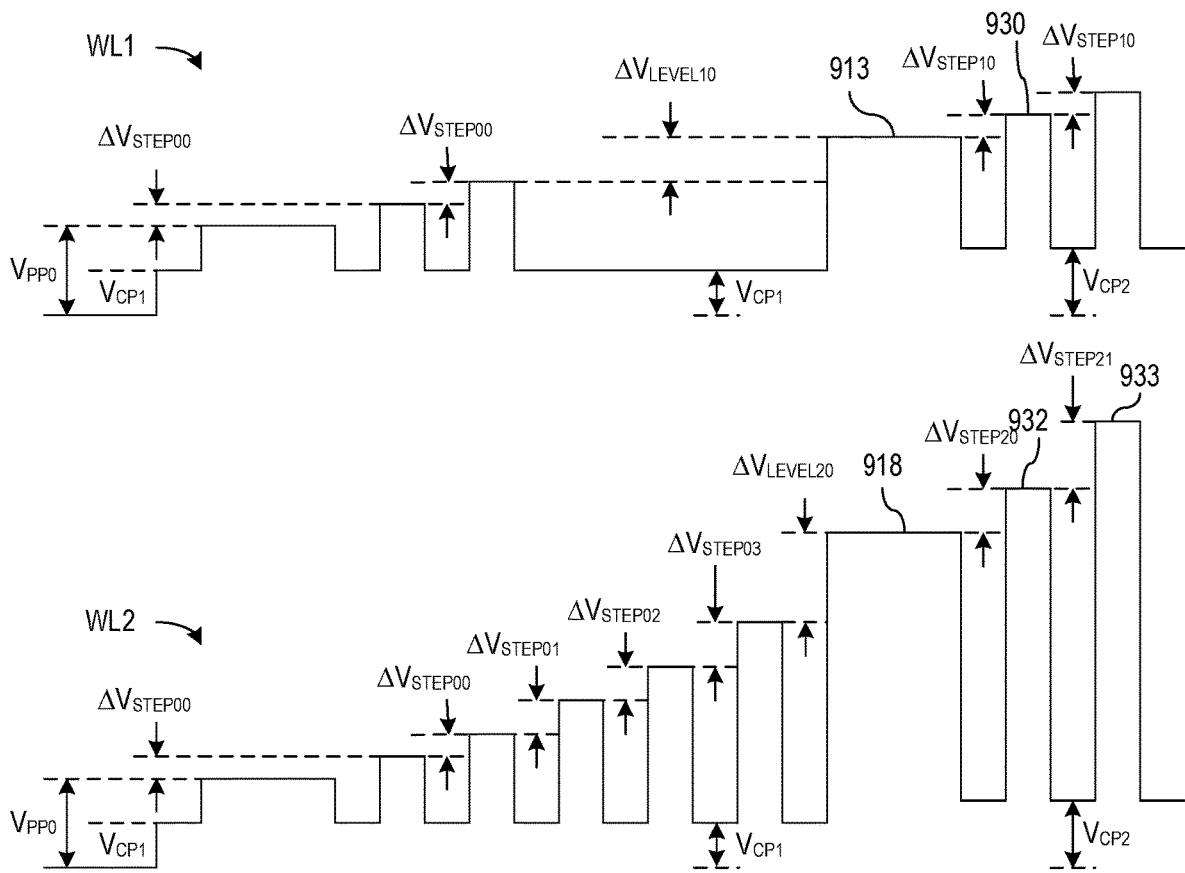 WL1
930
ΔVSTEP10
ΔVSTEP10
913
ΔVLEVEL10
ΔVSTEP00
ΔVSTEP00
VPP0
VCP1
VCP1
VCP2
ΔVSTEP21
933
932
ΔVSTEP20
918
ΔVLEVEL20
ΔVSTEP03
WL2
ΔVSTEP02
ΔVSTEP01
ΔVSTEP00
ΔVSTEP00
VPP0
VCP1
VCP1
VCP2